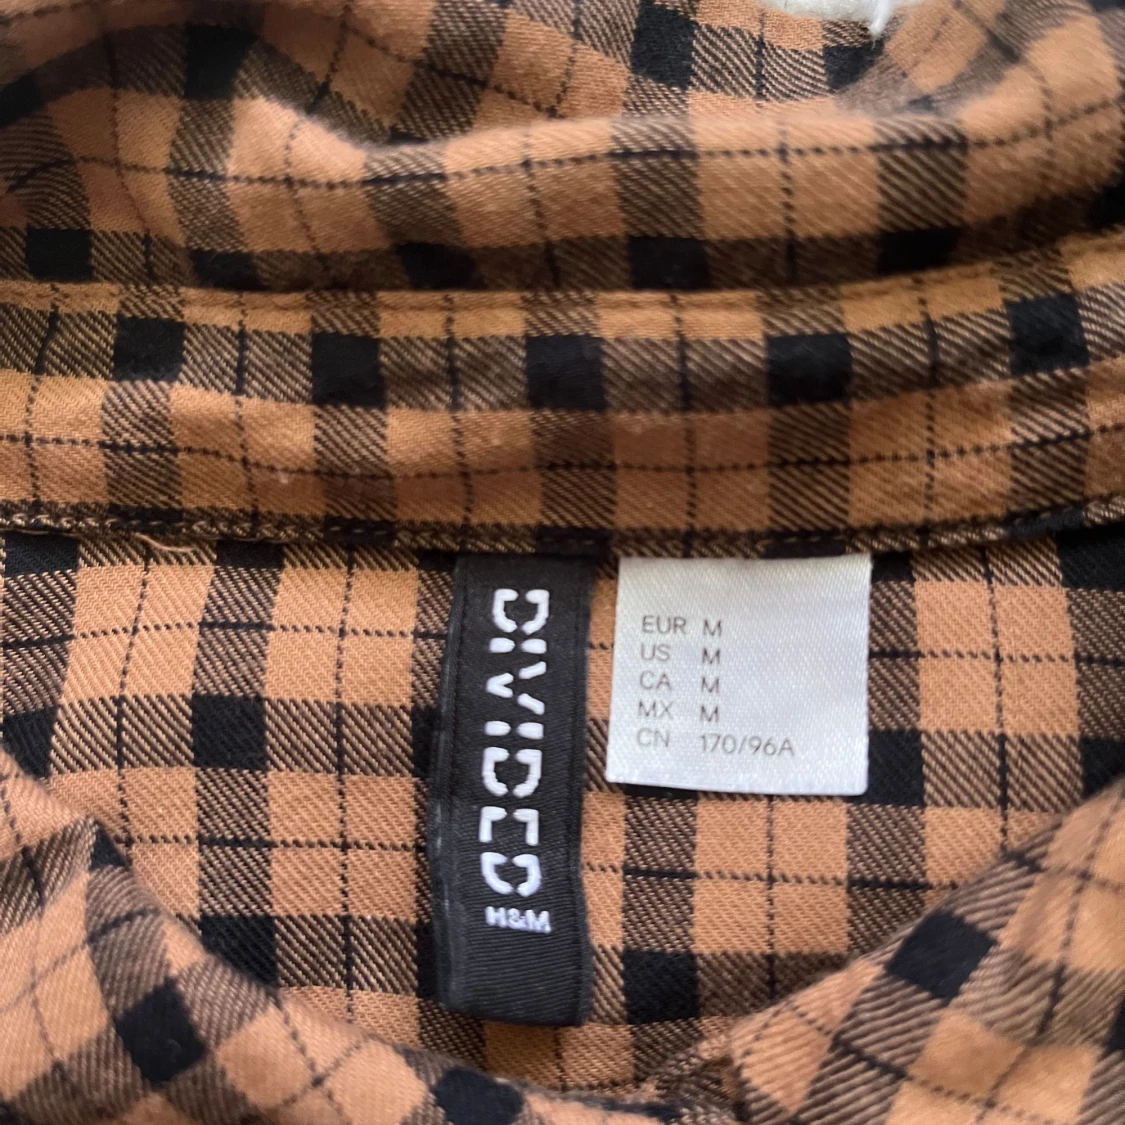 DIVIDED
H&M
EUR M
US M
CA M
MX M
CN 170/96A